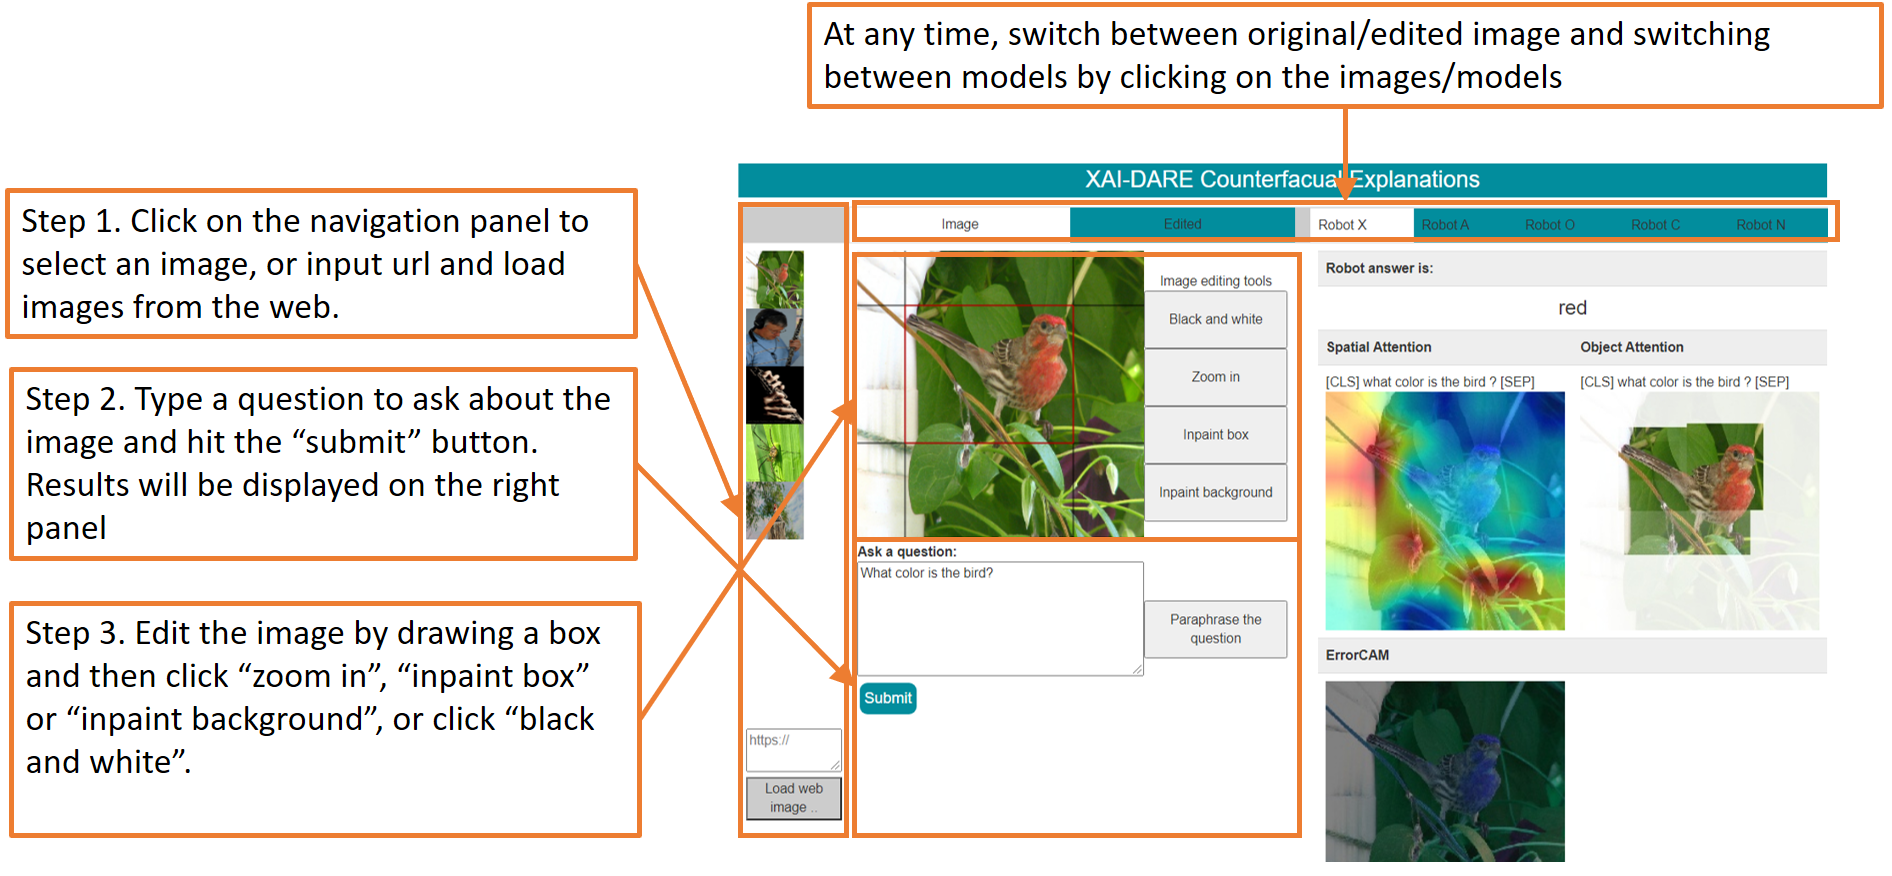 At any time, switch between original/edited image and switching
between models by clicking on the images/models
Step 1. Click on the navigation panel to
select an image, or input url and load
images from the web.
Step 2. Type a question to ask about the
image and hit the “submit” button.
Results will be displayed on the right
panel
Step 3. Edit the image by drawing a box
and then click “zoom in”, “inpaint box”
or “inpaint background”, or click “black
and white”.
XAI-DARE Counterfacual Explanations
Image
Edited
Robot X
Robot A
Robot O
Robot C
Robot N
https://
Load web
image ..
Image editing tools
Black and white
Zoom in
Inpaint box
Inpaint background
Ask a question:
What color is the bird?
Paraphrase the
question
Submit
Robot answer is:
red
Spatial Attention
Object Attention
[CLS] what color is the bird ? [SEP]
[CLS] what color is the bird ? [SEP]
ErrorCAM